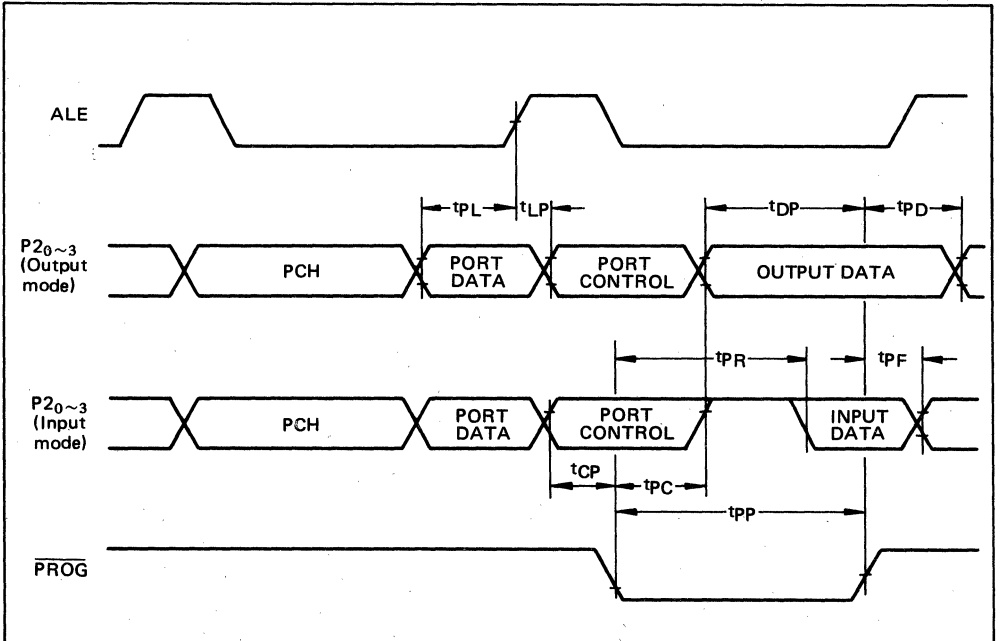 ALE
tPL
tLP
tDP
tPD
P20~3
(Output
mode)
PCH
PORT
DATA
PORT
CONTROL
OUTPUT DATA
tPR
tPF
P20~3
(Input
mode)
PCH
PORT
DATA
PORT
CONTROL
INPUT
DATA
tCP
tPC
tPP
PROG